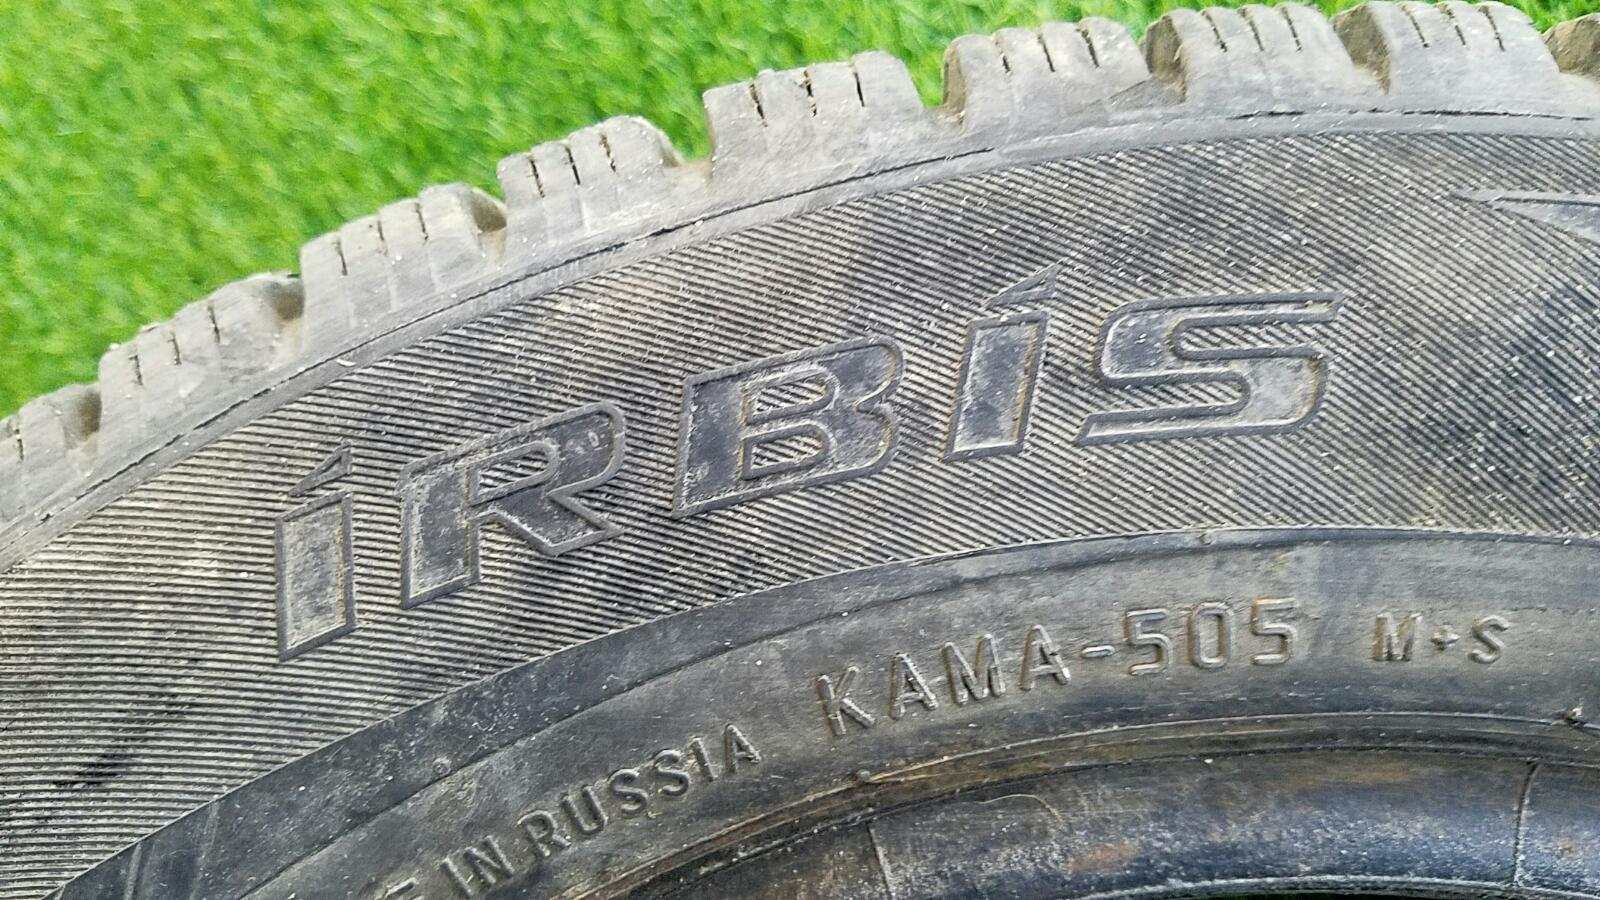 iRBiS
IN RUSSIA KAMA-505 M+S